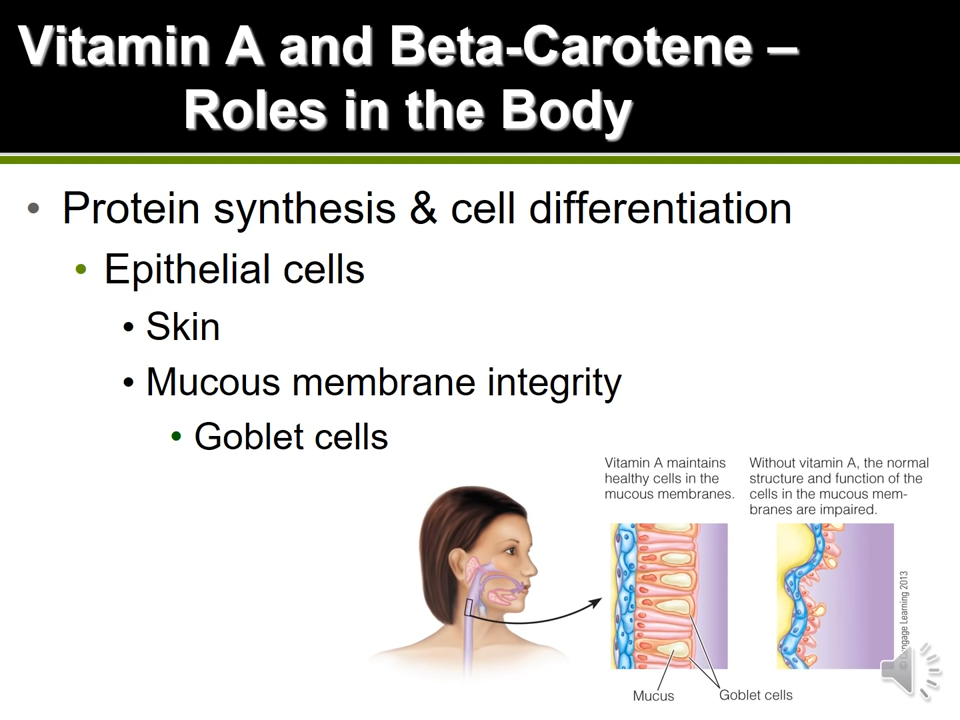 Vitamin A and Beta-Carotene –
Roles in the Body
• Protein synthesis & cell differentiation
• Epithelial cells
• Skin
• Mucous membrane integrity
• Goblet cells
Vitamin A maintains
healthy cells in the
mucous membranes.
Without vitamin A, the normal
structure and function of the
cells in the mucous mem-
branes are impaired.
Mucus
Goblet cells
Learning 2013